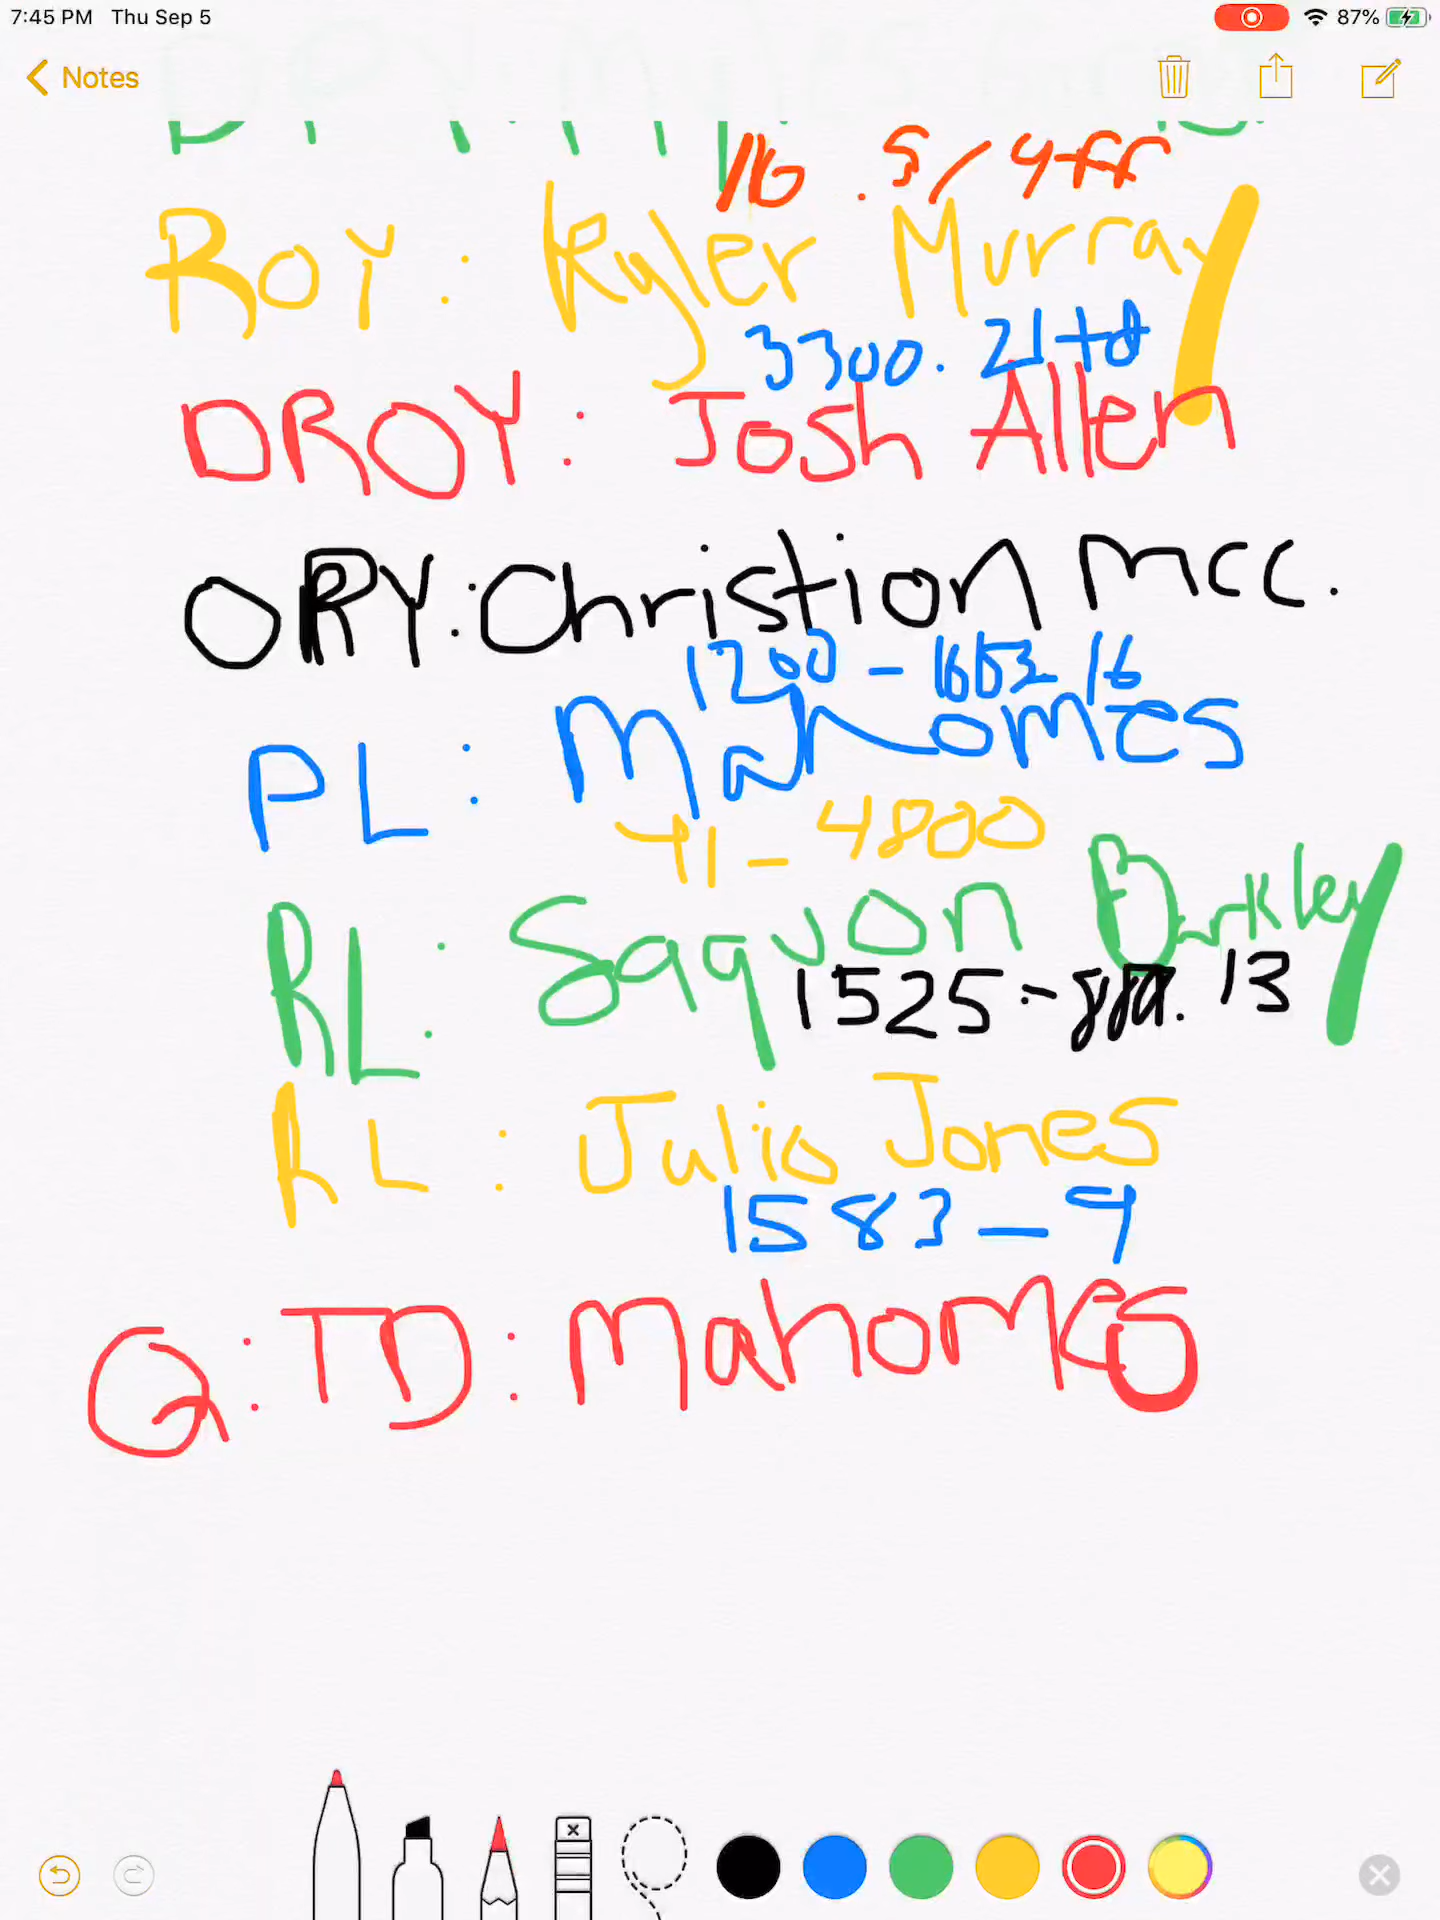 7:45 PM Thu Sep 5 87%
Notes
16 . 5 / 4ff
ROY : Kyler Murray
3300. 21 td
DROY : Josh Allen
OPY : Christion mcc.
1200 - 16
PL : Mahomes
41 - 4800
RL : Saquon Barkley
1525 - 13
RL : Julio Jones
1583 - 9
Q : TD : Mahomes